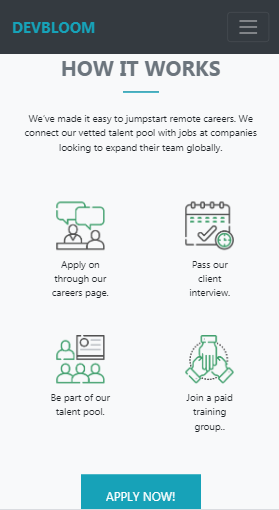 DEVBLOOM
HOW IT WORKS
We've made it easy to jumpstart remote careers. We
connect our vetted talent pool with jobs at companies
looking to expand their team globally.
Apply on
through our
careers page.
Pass our
client
interview.
Be part of our
talent pool.
Join a paid
training
group..
APPLY NOW!